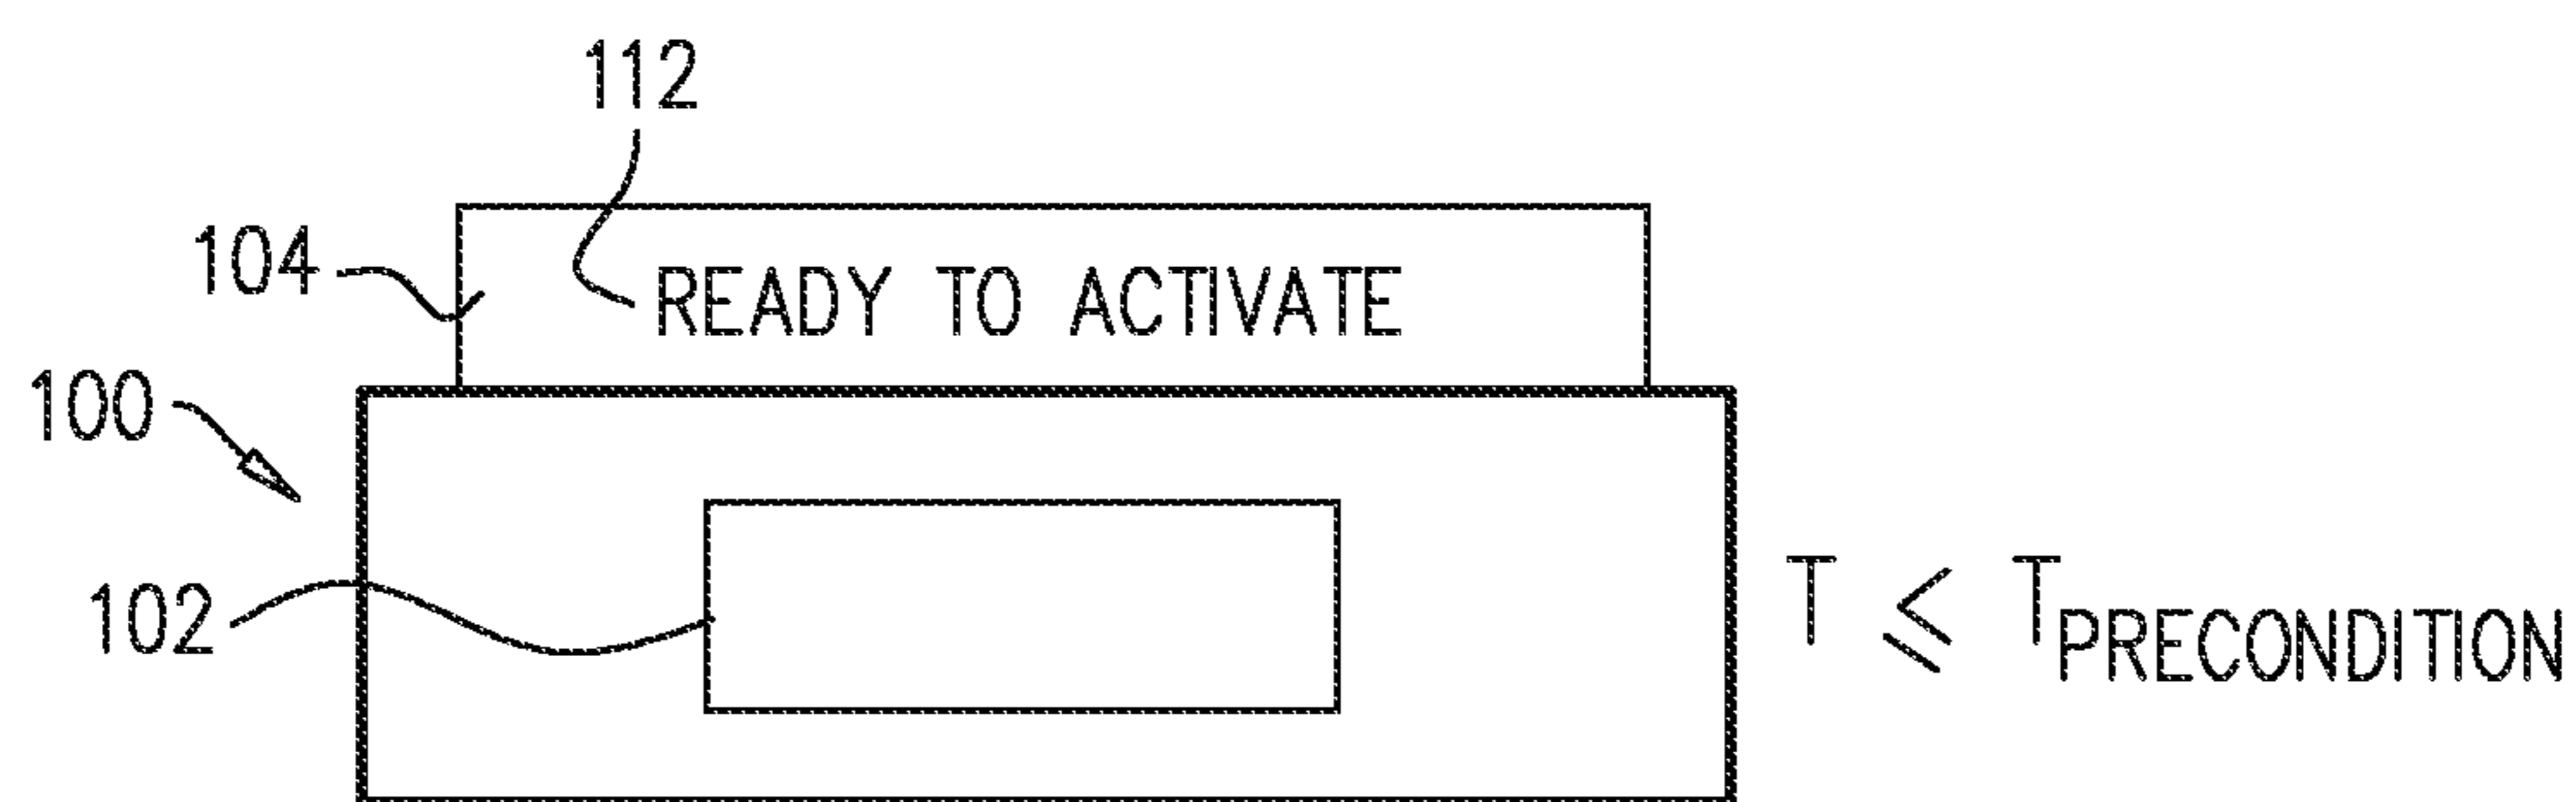 112
104
READY TO ACTIVATE
100
102
T ≤ TPRECONDITION